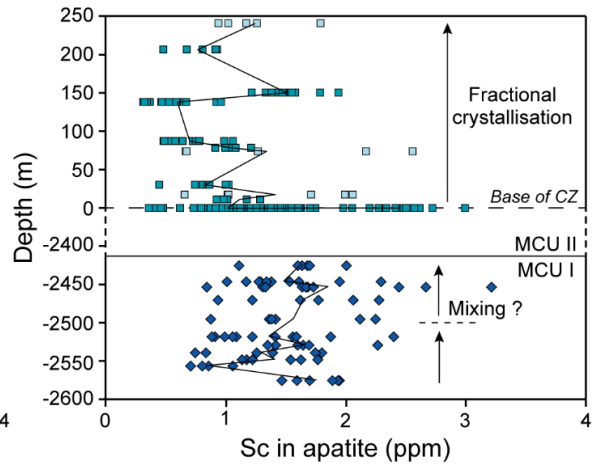 250
200
150
100
50
0
-2400
-2450
-2500
-2550
-2600
Depth (m)
Fractional
crystallisation
Base of CZ
MCU II
MCU I
Mixing ?
4
0
1
2
3
4
Sc in apatite (ppm)